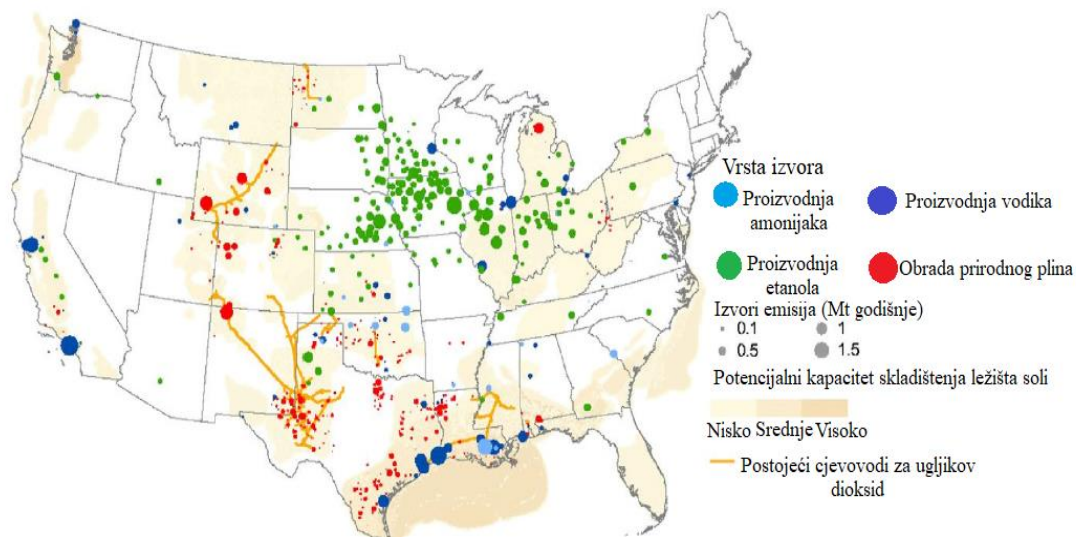 Vrsta izvora
Proizvodnja
amonijaka
Proizvodnja vodika
Proizvodnja
etanola
Obrada prirodnog plina
Izvori emisija (Mt godišnje)
0.1 1
0.5 1.5
Potencijalni kapacitet skladištenja ležišta soli
Nisko Srednje Visoko
Postojeći cjevovodi za ugljikov
dioksid